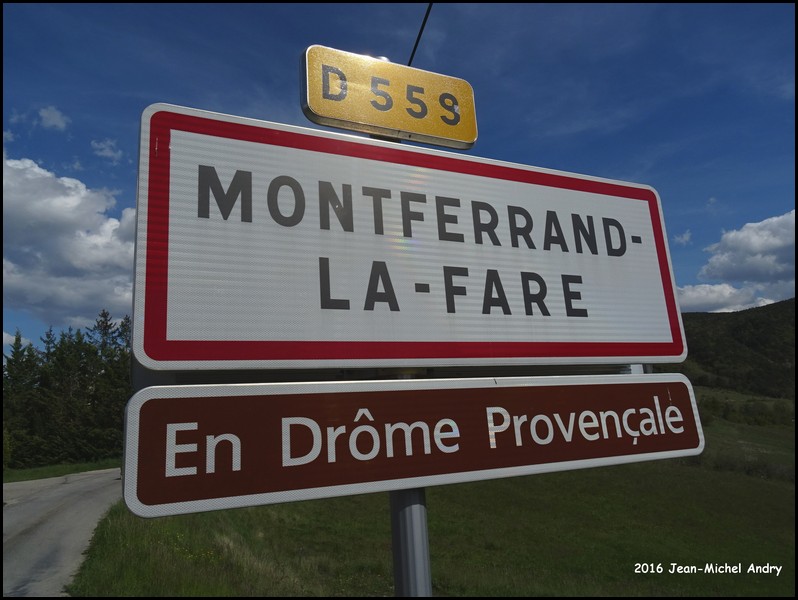 D 559
MONTFERRAND-
LA-FARE
En Drôme Provençale
2016 Jean-Michel Andry